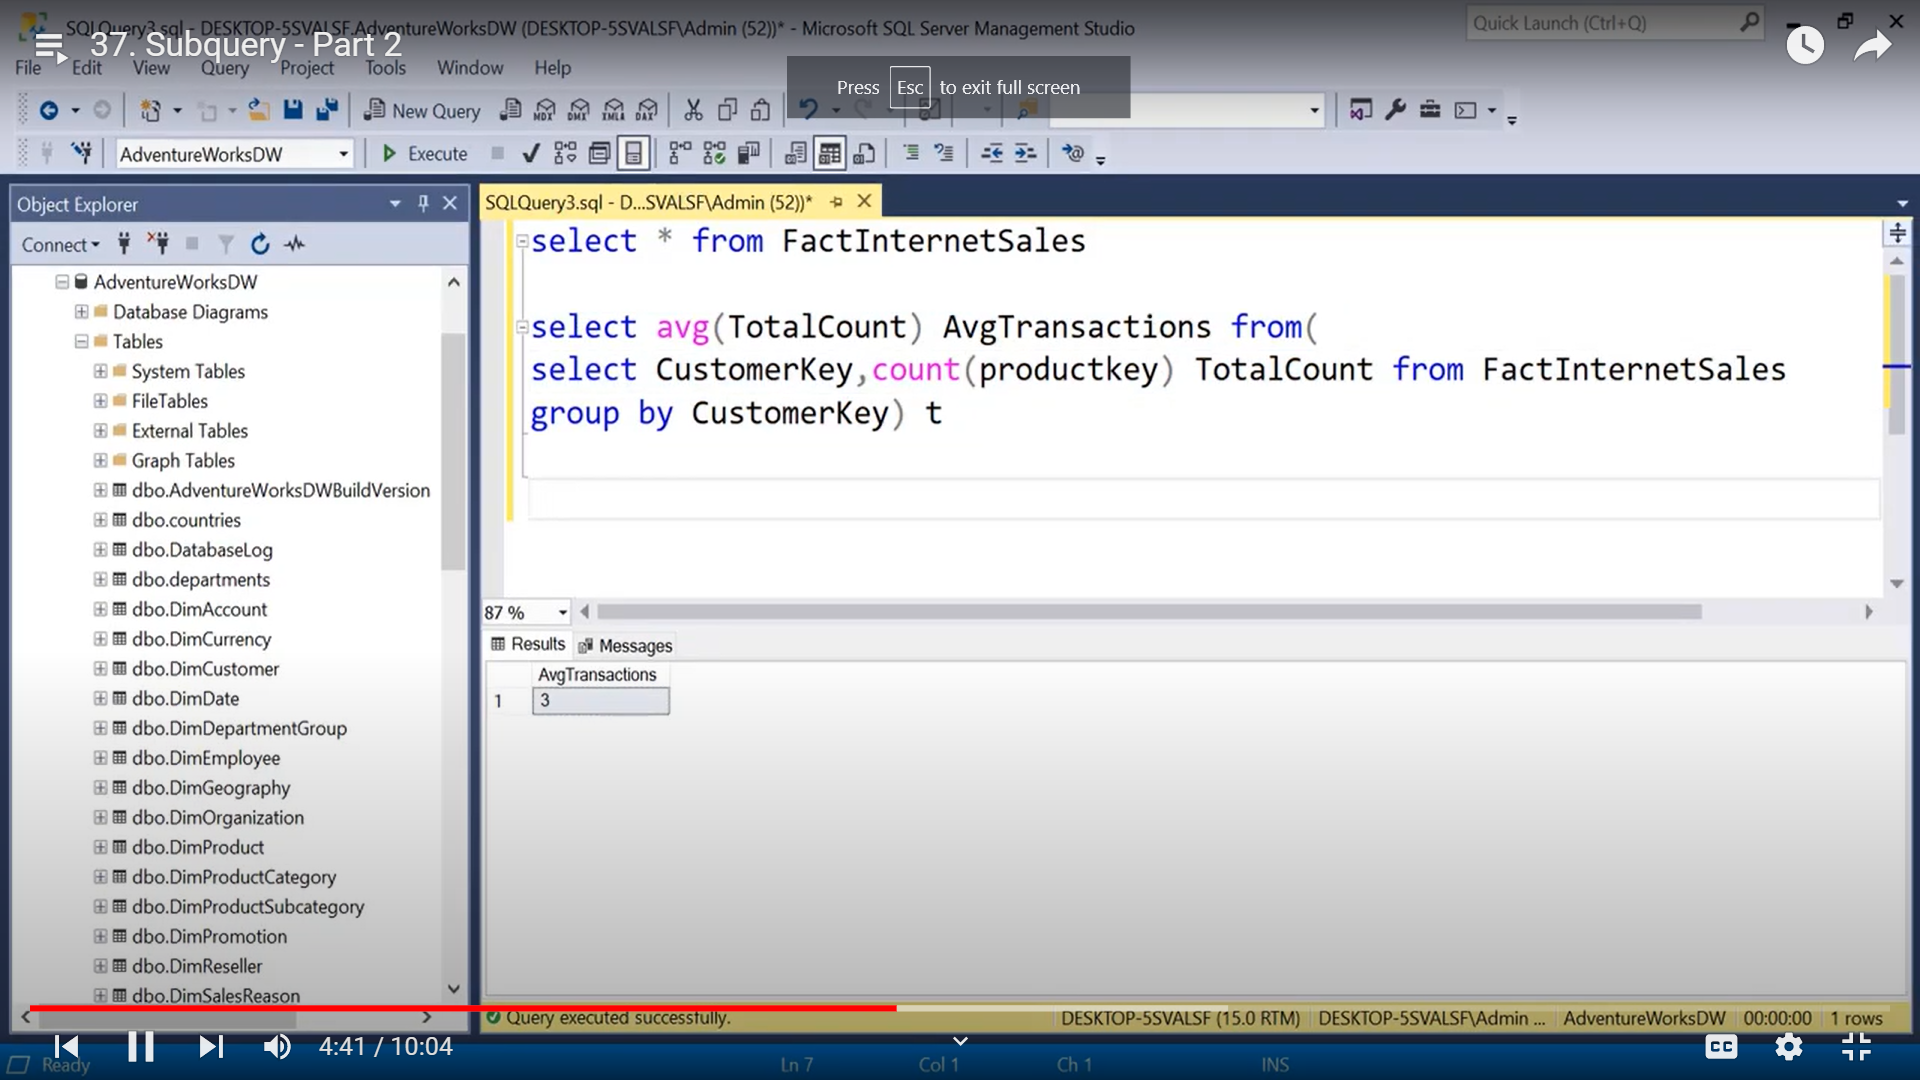 SQLQuery3.sql - DESKTOP-5SVALSF.AdventureWorksDW (DESKTOP-5SVALSF\Admin (52))* - Microsoft SQL Server Management Studio
Quick Launch (Ctrl+Q)
37. Subquery - Part 2
File Edit View Query Project Tools Window Help
Press Esc to exit full screen
New Query MDX DMX XMLA DAX
AdventureWorksDW Execute
Object Explorer
Connect
AdventureWorksDW
Database Diagrams
Tables
System Tables
FileTables
External Tables
Graph Tables
dbo.AdventureWorksDWBuildVersion
dbo.countries
dbo.DatabaseLog
dbo.departments
dbo.DimAccount
dbo.DimCurrency
dbo.DimCustomer
dbo.DimDate
dbo.DimDepartmentGroup
dbo.DimEmployee
dbo.DimGeography
dbo.DimOrganization
dbo.DimProduct
dbo.DimProductCategory
dbo.DimProductSubcategory
dbo.DimPromotion
dbo.DimReseller
dbo.DimSalesReason
SQLQuery3.sql - D...SVALSF\Admin (52))*
select * from FactInternetSales
select avg(TotalCount) AvgTransactions from(
select CustomerKey,count(productkey) TotalCount from FactInternetSales
group by CustomerKey) t
87 %
Results Messages
AvgTransactions
1 3
Query executed successfully. DESKTOP-5SVALSF (15.0 RTM) DESKTOP-5SVALSF\Admin ... AdventureWorksDW 00:00:00 1 rows
4:41 / 10:04 CC
Ready Ln 7 Col 1 Ch 1 INS